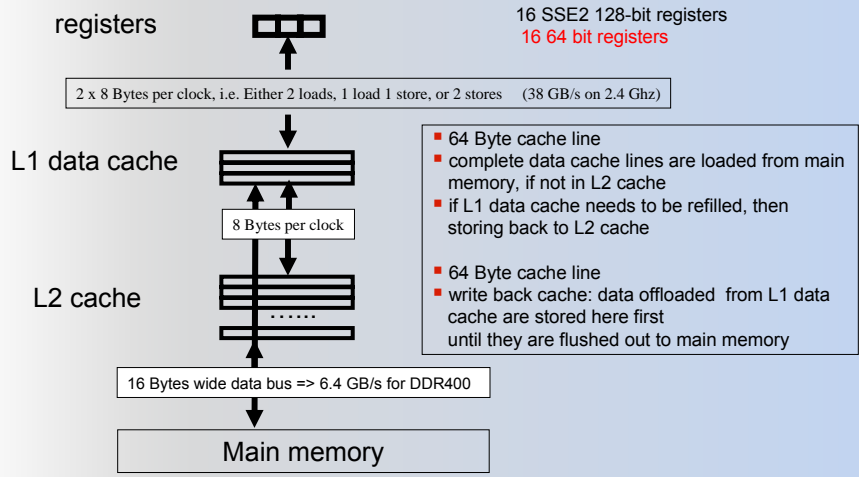 registers
16 SSE2 128-bit registers
16 64 bit registers
2 x 8 Bytes per clock, i.e. Either 2 loads, 1 load 1 store, or 2 stores (38 GB/s on 2.4 Ghz)
L1 data cache
8 Bytes per clock
L2 cache
......
16 Bytes wide data bus => 6.4 GB/s for DDR400
Main memory
▪ 64 Byte cache line
▪ complete data cache lines are loaded from main
memory, if not in L2 cache
▪ if L1 data cache needs to be refilled, then
storing back to L2 cache
▪ 64 Byte cache line
▪ write back cache: data offloaded from L1 data
cache are stored here first
until they are flushed out to main memory